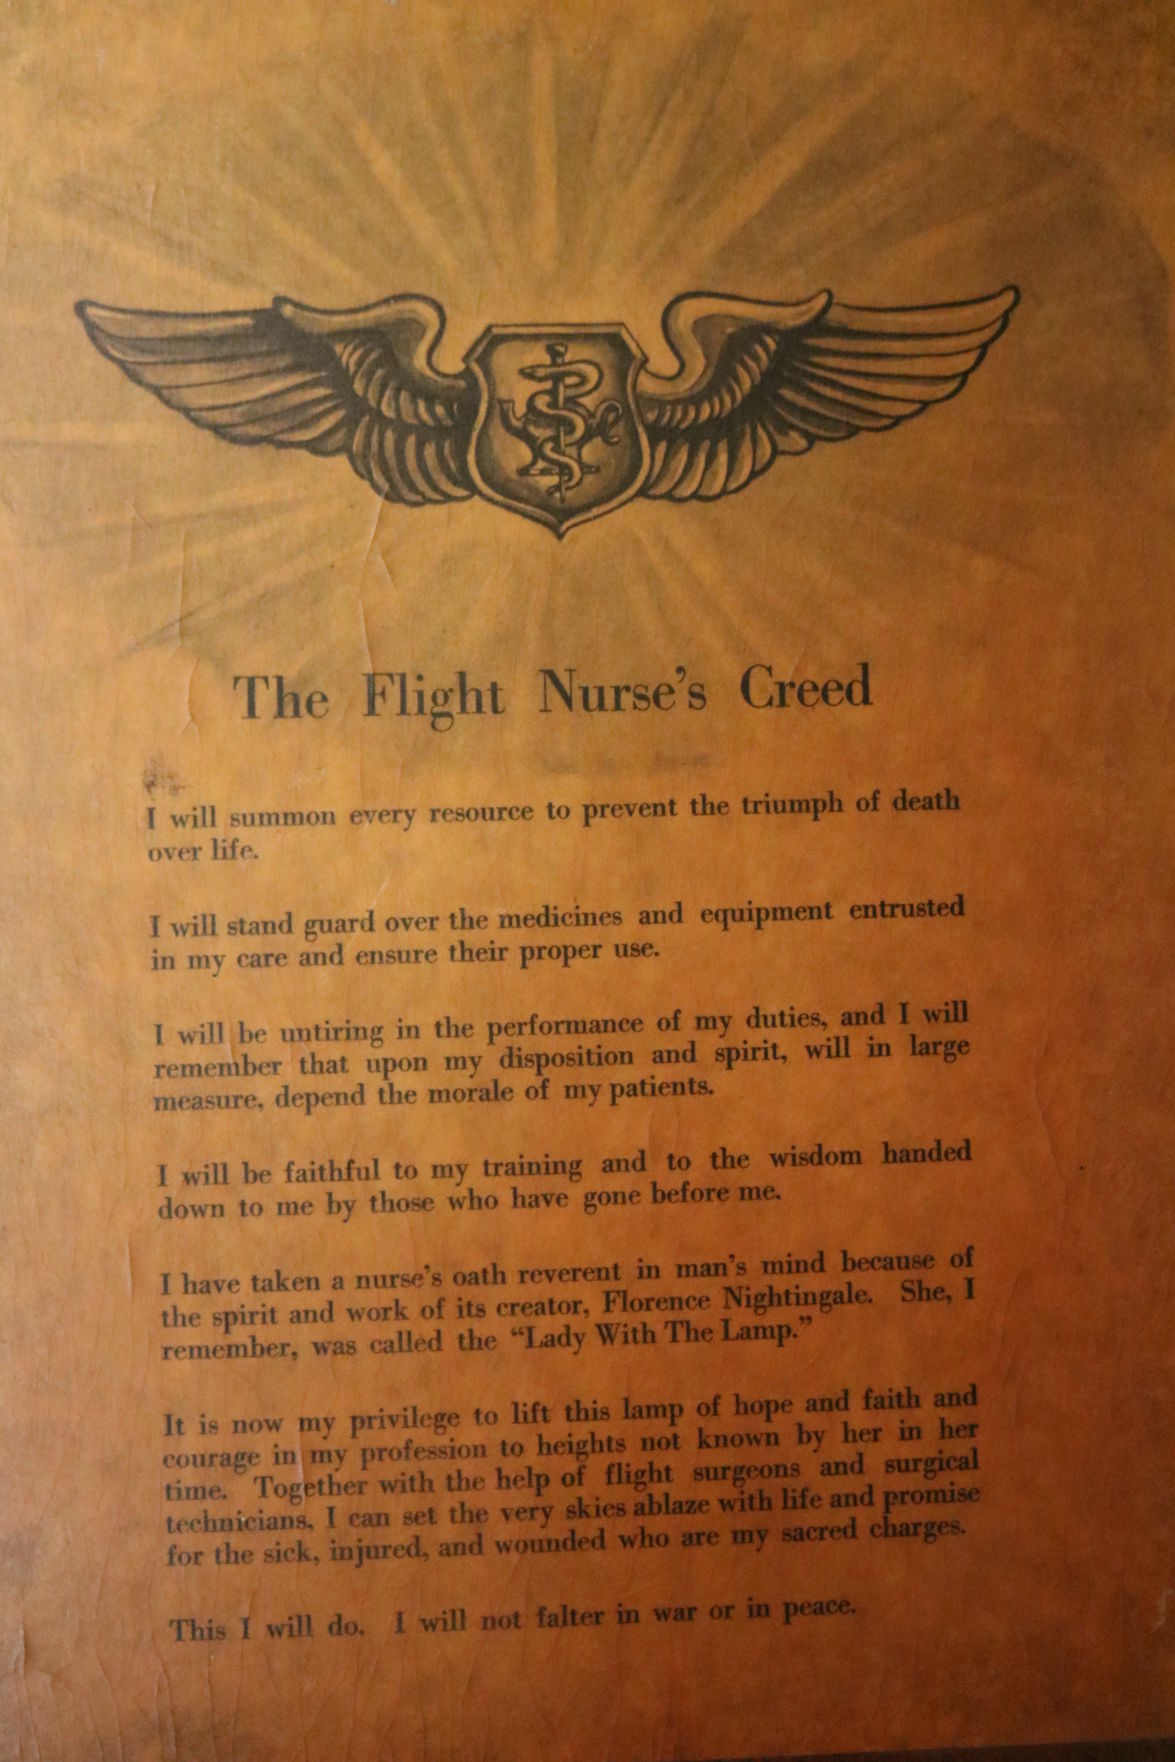 The Flight Nurse's Creed
I will summon every resource to prevent the triumph of death
over life.
I will stand guard over the medicines and equipment entrusted
in my care and ensure their proper use.
I will be untiring in the performance of my duties, and I will
remember that upon my disposition and spirit, will in large
measure, depend the morale of my patients.
I will be faithful to my training and to the wisdom handed
down to me by those who have gone before me.
I have taken a nurse's oath reverent in man's mind because of
the spirit and work of its creator, Florence Nightingale. She, I
remember, was called the “Lady With The Lamp.”
It is now my privilege to lift this lamp of hope and faith and
courage in my profession to heights not known by her in her
time. Together with the help of flight surgeons and surgical
technicians, I can set the very skies ablaze with life and promise
for the sick, injured, and wounded who are my sacred charges.
This I will do. I will not falter in war or in peace.